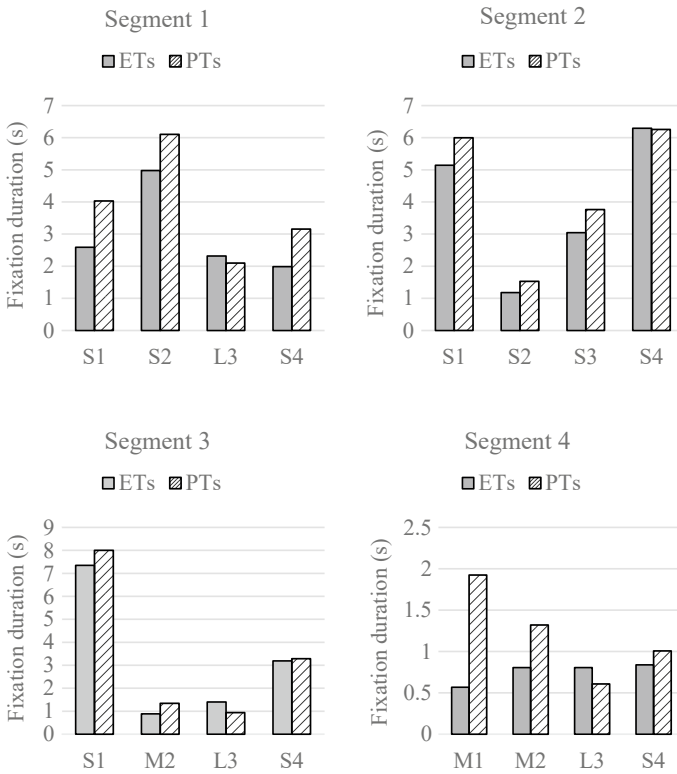 Segment 1
ETs PTs
Fixation duration (s)
7
6
5
4
3
2
1
0
S1 S2 L3 S4
Segment 2
ETs PTs
Fixation duration (s)
7
6
5
4
3
2
1
0
S1 S2 S3 S4
Segment 3
ETs PTs
Fixation duration (s)
9
8
7
6
5
4
3
2
1
0
S1 M2 L3 S4
Segment 4
ETs PTs
Fixation duration (s)
2.5
2
1.5
1
0.5
0
M1 M2 L3 S4